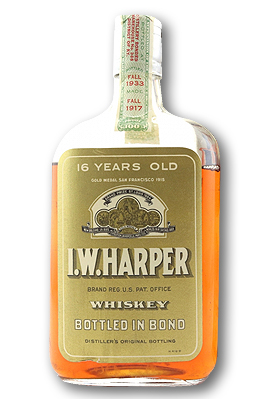 FALL
1933
MADE
FALL
1917
16 YEARS OLD
GOLD MEDAL SAN FRANCISCO 1915
I.W.HARPER
BRAND REG. U.S. PAT. OFFICE
WHISKEY
BOTTLED IN BOND
DISTILLER'S ORIGINAL BOTTLING